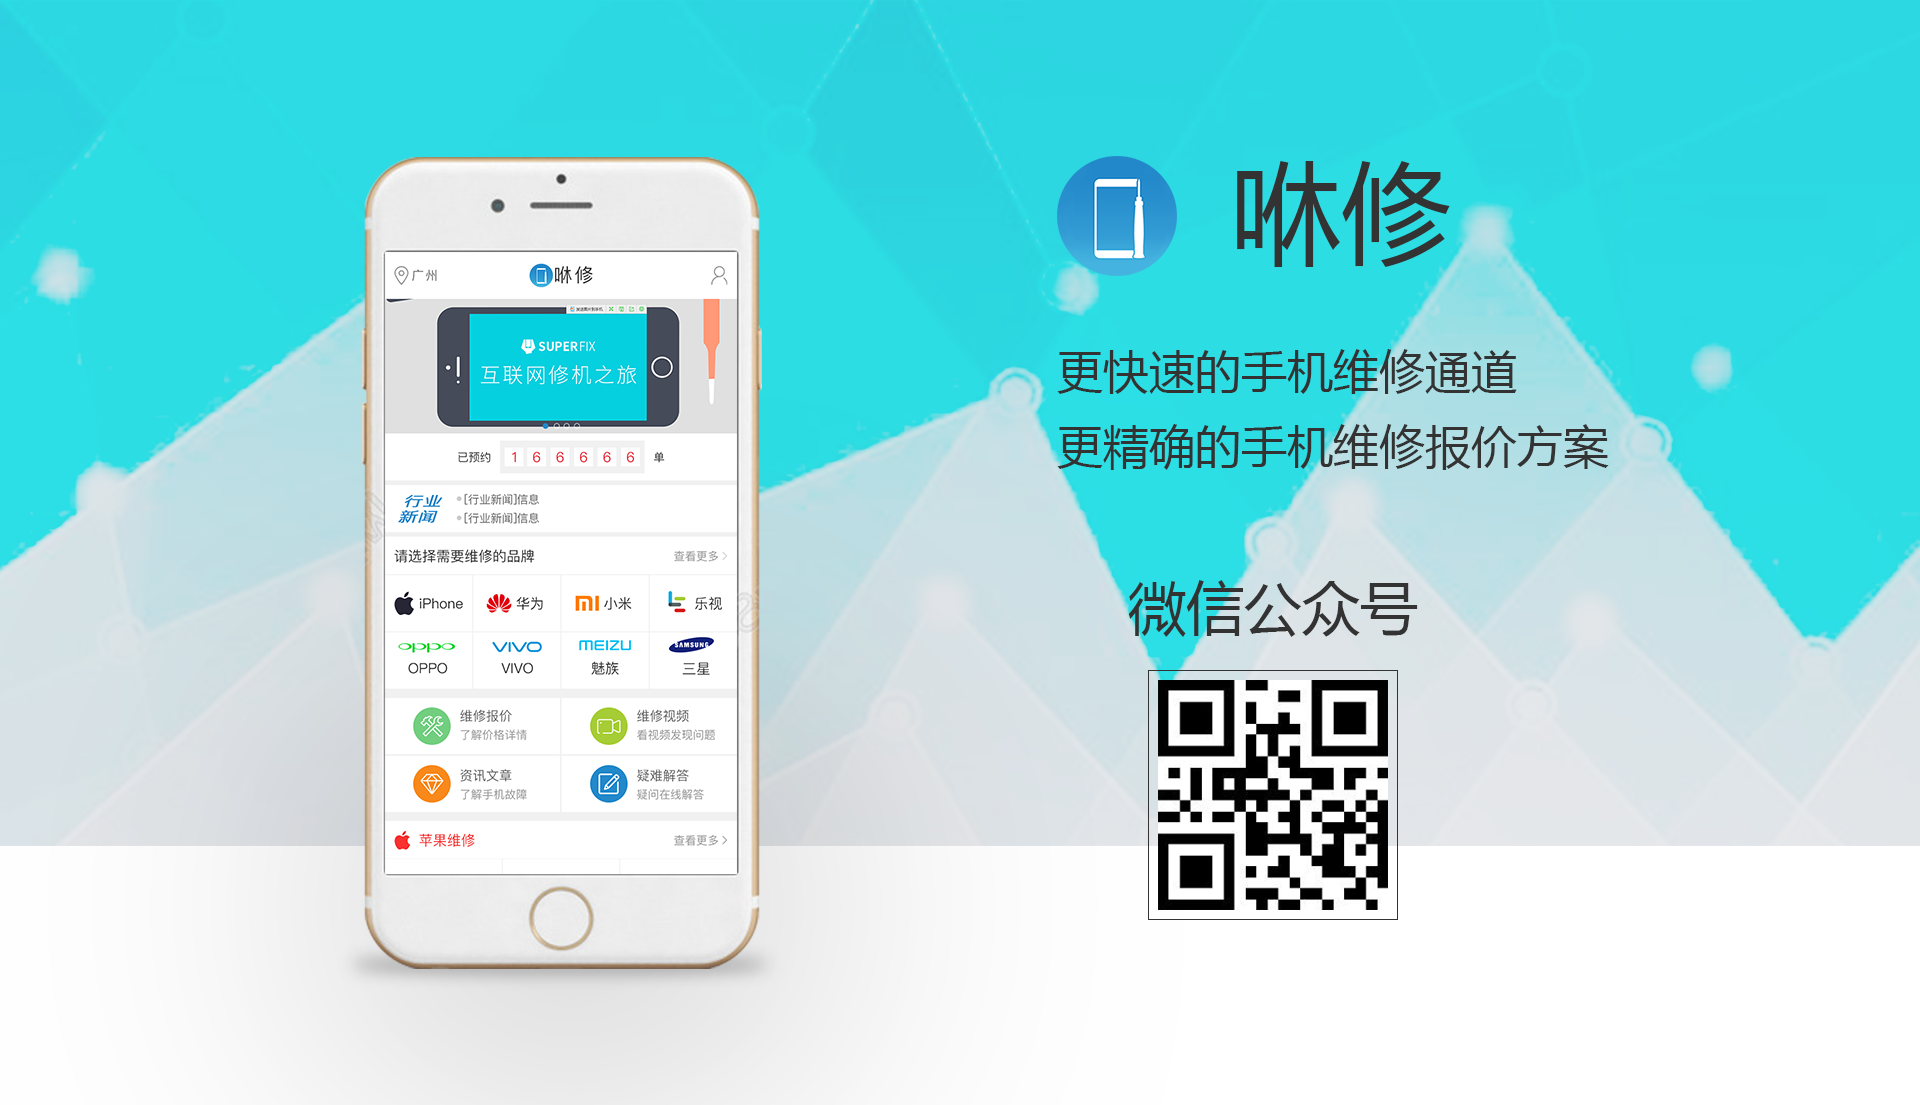 咻修
更快速的手机维修通道
更精确的手机维修报价方案
微信公众号
广州
咻修
SUPERFIX
互联网修机之旅
已预约 1 6 6 6 6 6 单
行业
新闻
[行业新闻]信息
[行业新闻]信息
请选择需要维修的品牌 查看更多
iPhone 华为 小米 乐视
oppo VIVO MEIZU SAMSUNG
OPPO VIVO 魅族 三星
维修报价
了解价格详情
维修视频
看视频发现问题
资讯文章
了解手机故障
疑难解答
疑问在线解答
苹果维修 查看更多